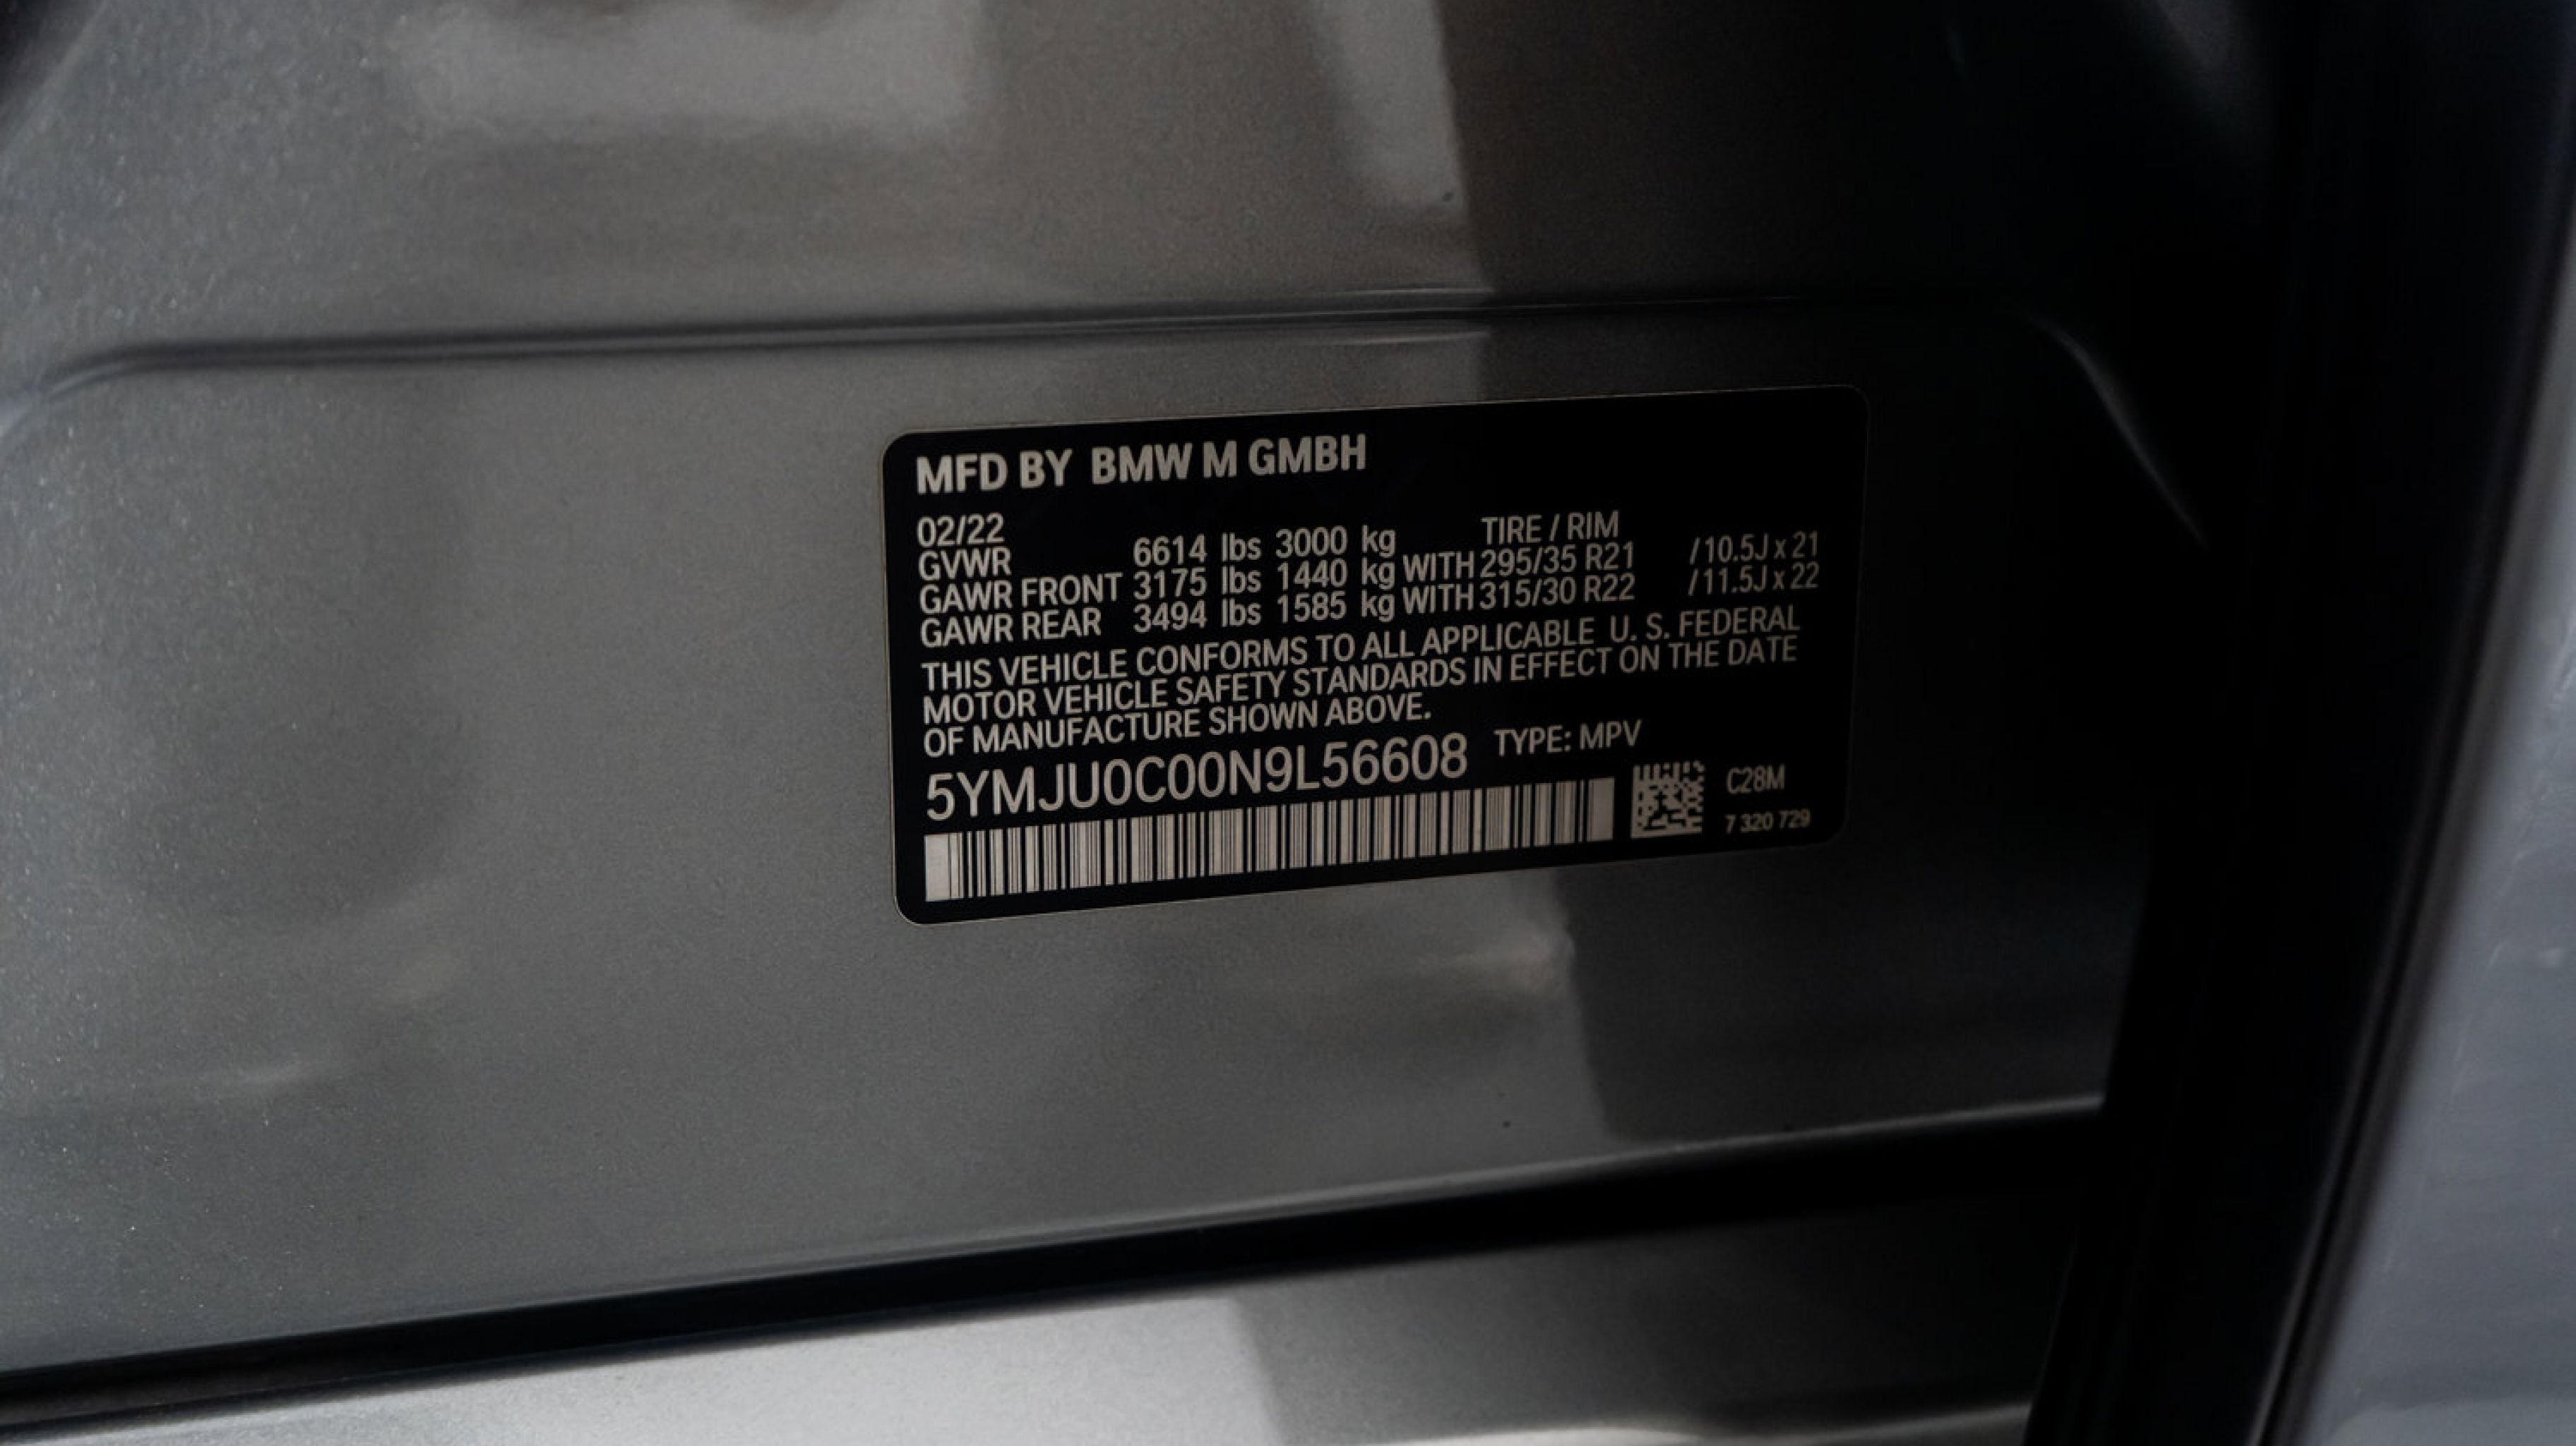 MFD BY BMW M GMBH
02/22 TIRE / RIM
GVWR 6614 lbs 3000 kg
GAWR FRONT 3175 lbs 1440 kg WITH 295/35 R21 /10.5J x 21
GAWR REAR 3494 lbs 1585 kg WITH 315/30 R22 /11.5J x 22
THIS VEHICLE CONFORMS TO ALL APPLICABLE U. S. FEDERAL
MOTOR VEHICLE SAFETY STANDARDS IN EFFECT ON THE DATE
OF MANUFACTURE SHOWN ABOVE.
5YMJU0C00N9L56608 TYPE: MPV
C28M
7 320 729